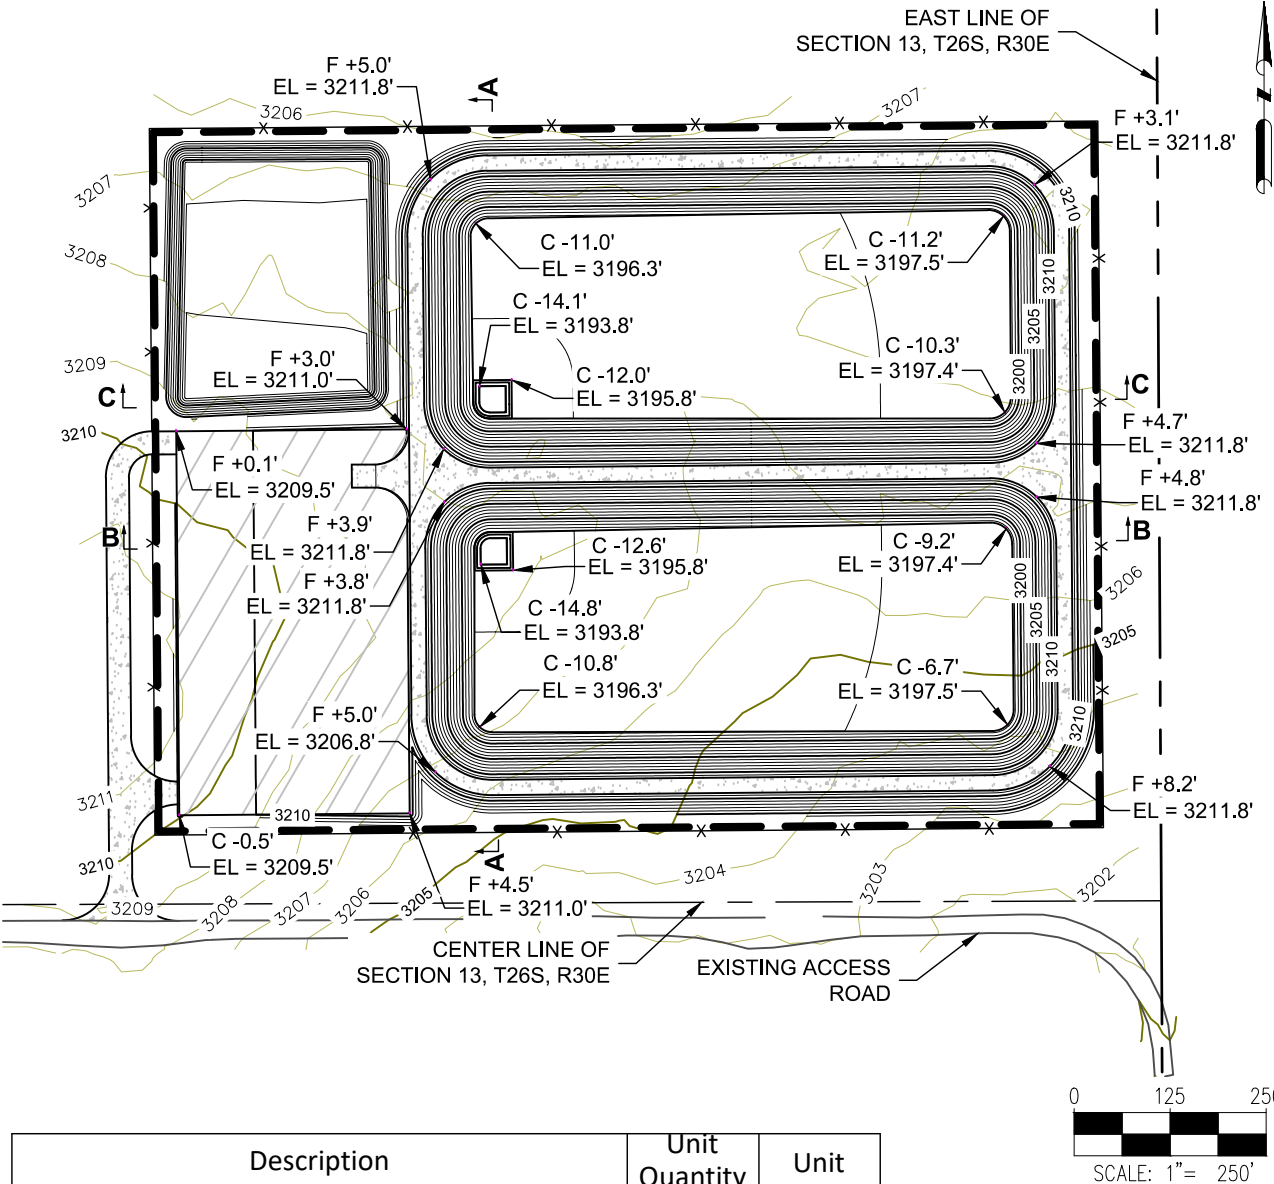 EAST LINE OF
SECTION 13, T26S, R30E
F +5.0'
EL = 3211.8'
A
3206
3207
F +3.1'
EL = 3211.8'
3207
3210
C -11.0'
EL = 3196.3'
C -11.2'
EL = 3197.5'
3208
3210
C -14.1'
EL = 3193.8'
3205
F +3.0'
EL = 3211.0'
C -10.3'
EL = 3197.4'
3209
C -12.0'
EL = 3195.8'
3200
C
C
3210
F +4.7'
EL = 3211.8'
F +0.1'
EL = 3209.5'
F +4.8'
EL = 3211.8'
F +3.9'
EL = 3211.8'
B
B
C -12.6'
EL = 3195.8'
C -9.2'
EL = 3197.4'
F +3.8'
EL = 3211.8'
3200
3206
C -14.8'
EL = 3193.8'
3205
3205
C -10.8'
EL = 3196.3'
C -6.7'
EL = 3197.5'
3210
F +5.0'
EL = 3206.8'
3210
3211
3210
F +8.2'
EL = 3211.8'
C -0.5'
EL = 3209.5'
A
3210
3204
3203
3202
F +4.5'
EL = 3211.0'
3209
3208
3207
3206
3205
CENTER LINE OF
SECTION 13, T26S, R30E
EXISTING ACCESS
ROAD
0 125
SCALE: 1"= 250'
Description
Unit
Quantity
Unit